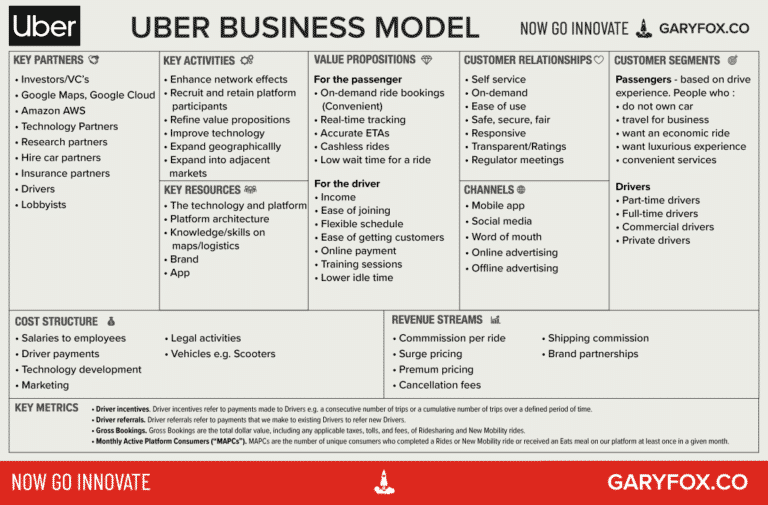 Uber
UBER BUSINESS MODEL
NOW GO INNOVATE
GARYFOX.CO
KEY PARTNERS
• Investors/VC's
• Google Maps, Google Cloud
• Amazon AWS
• Technology Partners
• Research partners
• Hire car partners
• Insurance partners
• Drivers
• Lobbyists
KEY ACTIVITIES
• Enhance network effects
• Recruit and retain platform
participants
• Refine value propositions
• Improve technology
• Expand geographicallly
• Expand into adjacent
markets
KEY RESOURCES
• The technology and platform
• Platform architecture
• Knowledge/skills on
maps/logistics
• Brand
• App
VALUE PROPOSITIONS
For the passenger
• On-demand ride bookings
(Convenient)
• Real-time tracking
• Accurate ETAs
• Cashless rides
• Low wait time for a ride
For the driver
• Income
• Ease of joining
• Flexible schedule
• Ease of getting customers
• Online payment
• Training sessions
• Lower idle time
CUSTOMER RELATIONSHIPS
• Self service
• On-demand
• Ease of use
• Safe, secure, fair
• Responsive
• Transparent/Ratings
• Regulator meetings
CHANNELS
• Mobile app
• Social media
• Word of mouth
• Online advertising
• Offline advertising
CUSTOMER SEGMENTS
Passengers - based on drive
experience. People who :
• do not own car
• travel for business
• want an economic ride
• want luxurious experience
• convenient services
Drivers
• Part-time drivers
• Full-time drivers
• Commercial drivers
• Private drivers
COST STRUCTURE
• Salaries to employees
• Driver payments
• Technology development
• Marketing
• Legal activities
• Vehicles e.g. Scooters
REVENUE STREAMS
• Commmission per ride
• Surge pricing
• Premum pricing
• Cancellation fees
• Shipping commission
• Brand partnerships
KEY METRICS
• Driver incentives. Driver incentives refer to payments made to Drivers e.g. a consecutive number of trips or a cumulative number of trips over a defined period of time.
• Driver referrals. Driver referrals refer to payments that we make to existing Drivers to refer new Drivers.
• Gross Bookings. Gross Bookings are the total dollar value, including any applicable taxes, tolls, and fees, of Ridesharing and New Mobility rides.
• Monthly Active Platform Consumers ("MAPCs"). MAPCs are the number of unique consumers who completed a Rides or New Mobility ride or received an Eats meal on our platform at least once in a given month.
NOW GO INNOVATE
GARYFOX.CO